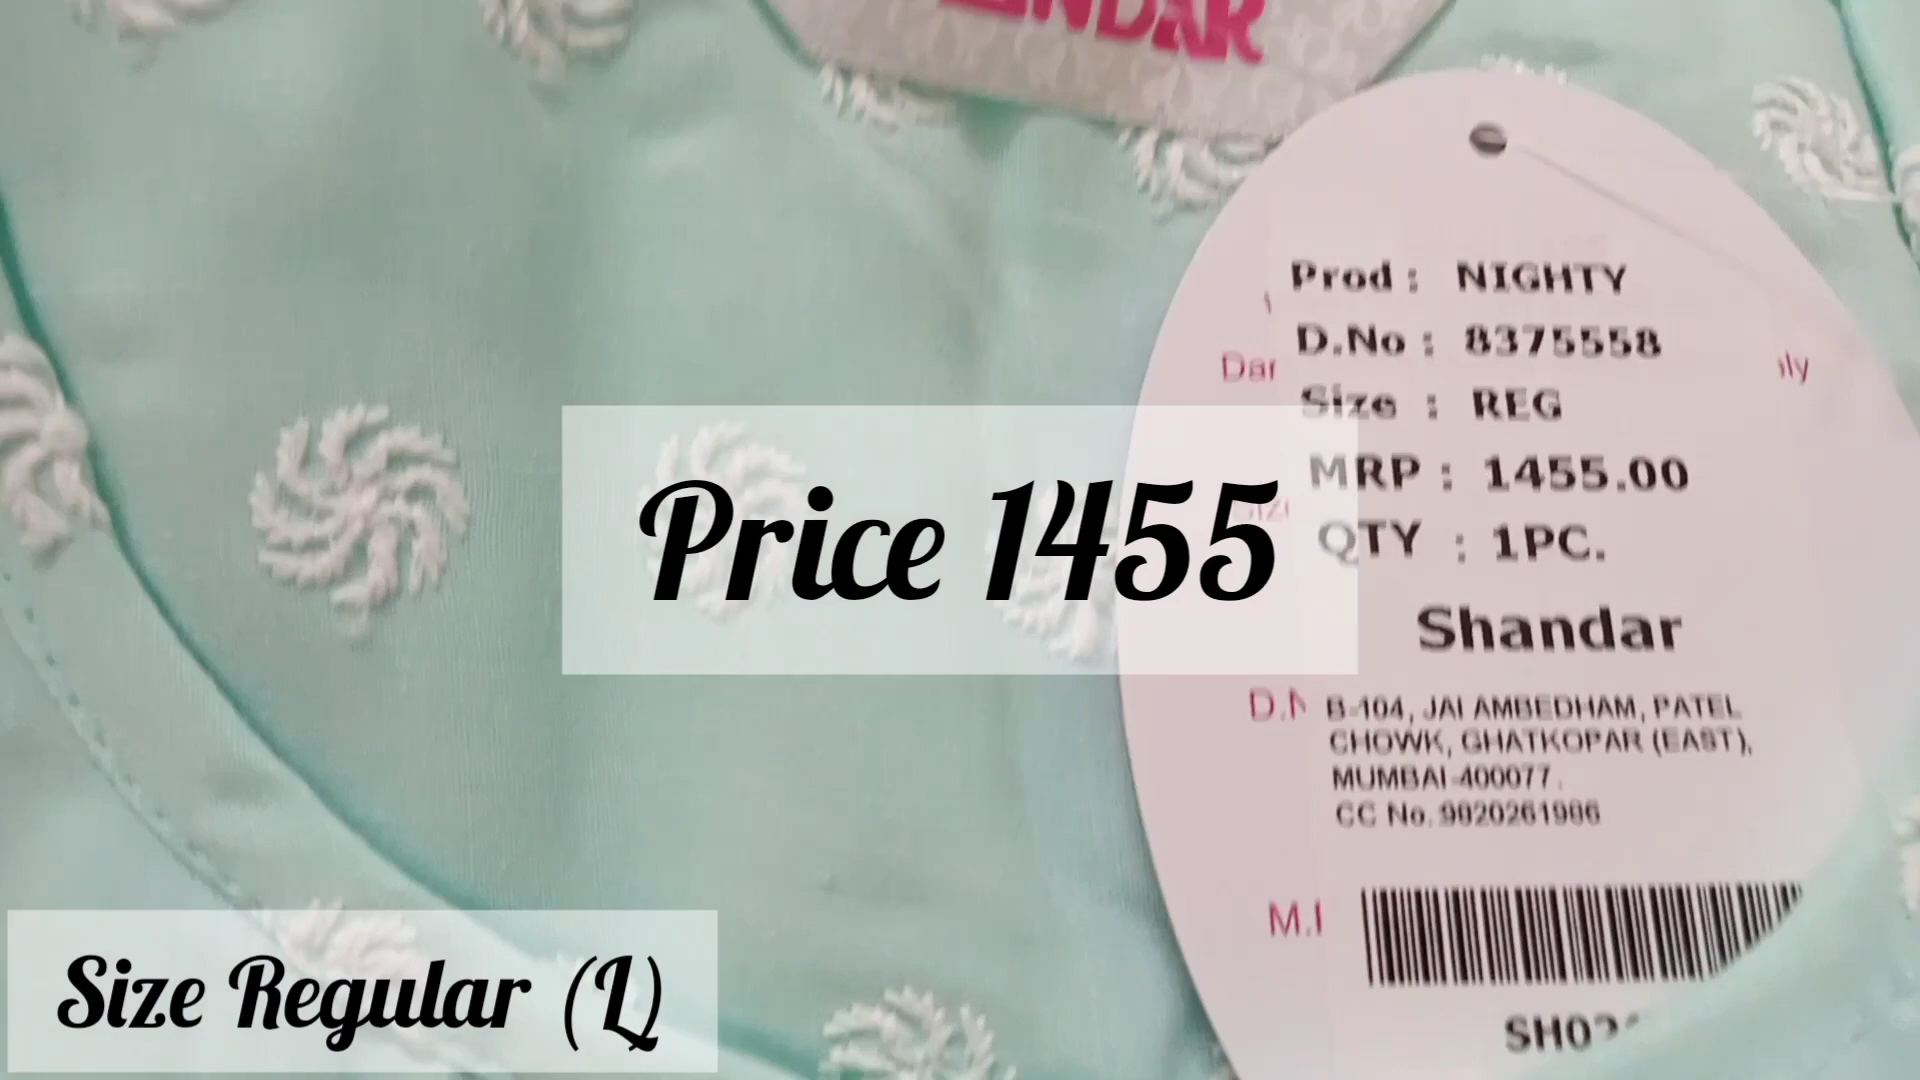 Prod : NIGHTY
D.No : 8375558
Size : REG
MRP : 1455.00
QTY : 1PC.
Shandar
B-104, JAI AMBEDHAM, PATEL
CHOWK, GHATKOPAR (EAST),
MUMBAI-400077.
CC No. 9820261986
Price 1455
Size Regular (L)